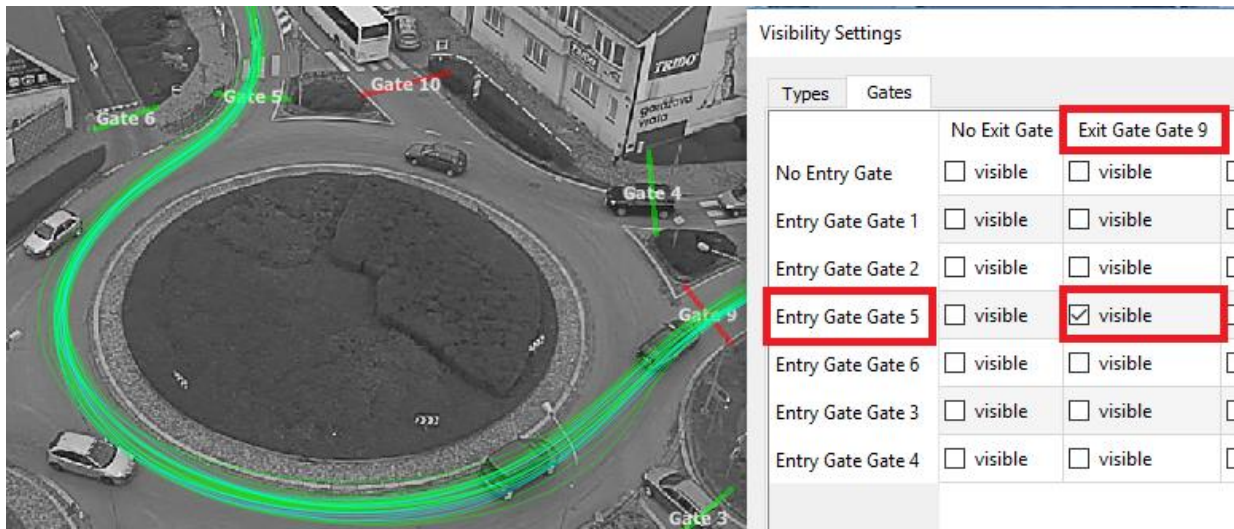 Gate 10
Gate 5
Gate 6
Gate 4
Gate 9
Gate 3
TRIDO
garážová
vrata
Visibility Settings
Types Gates
No Exit Gate Exit Gate Gate 9
No Entry Gate visible visible
Entry Gate Gate 1 visible visible
Entry Gate Gate 2 visible visible
Entry Gate Gate 5 visible visible
Entry Gate Gate 6 visible visible
Entry Gate Gate 3 visible visible
Entry Gate Gate 4 visible visible